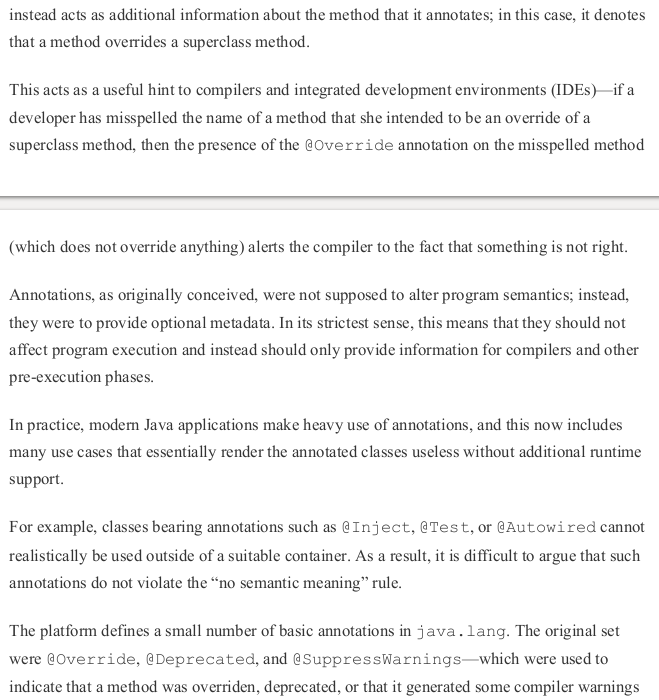 instead acts as additional information about the method that it annotates; in this case, it denotes
that a method overrides a superclass method.
This acts as a useful hint to compilers and integrated development environments (IDEs)—if a
developer has misspelled the name of a method that she intended to be an override of a
superclass method, then the presence of the @Override annotation on the misspelled method
(which does not override anything) alerts the compiler to the fact that something is not right.
Annotations, as originally conceived, were not supposed to alter program semantics; instead,
they were to provide optional metadata. In its strictest sense, this means that they should not
affect program execution and instead should only provide information for compilers and other
pre-execution phases.
In practice, modern Java applications make heavy use of annotations, and this now includes
many use cases that essentially render the annotated classes useless without additional runtime
support.
For example, classes bearing annotations such as @Inject, @Test, or @Autowired cannot
realistically be used outside of a suitable container. As a result, it is difficult to argue that such
annotations do not violate the “no semantic meaning” rule.
The platform defines a small number of basic annotations in java.lang. The original set
were @Override, @Deprecated, and @SuppressWarnings—which were used to
indicate that a method was overriden, deprecated, or that it generated some compiler warnings